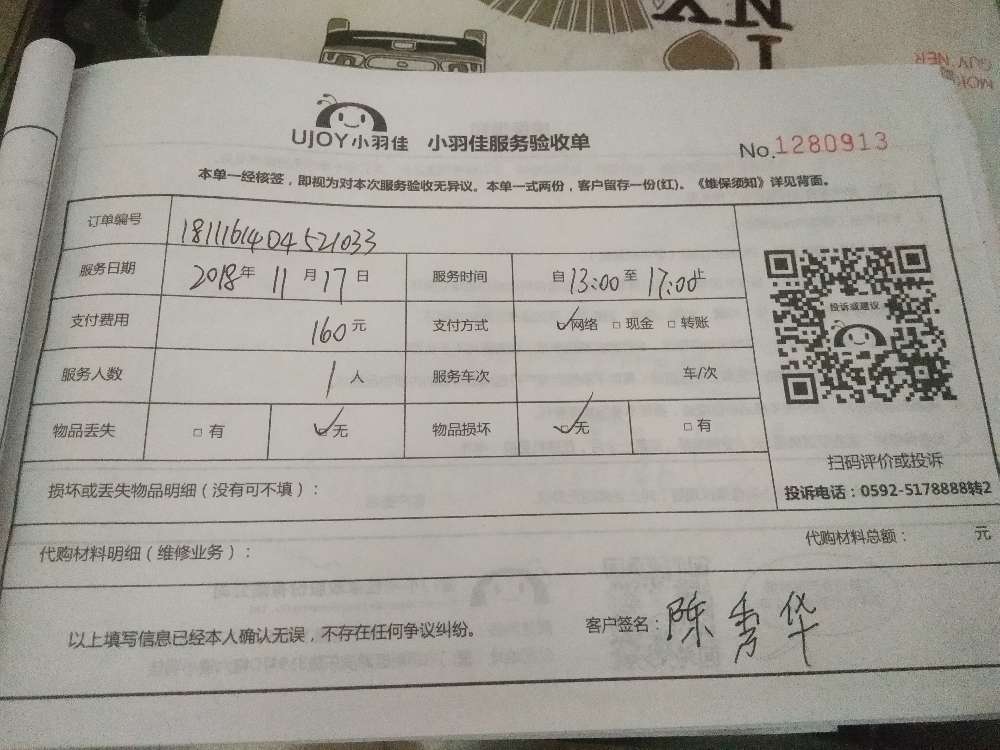 UJOY小羽佳 小羽佳服务验收单
No.1280913
本单一经核签，即视为对本次服务验收无异议。本单一式两份，客户留存一份(红)。《维保须知》详见背面。
订单编号 1811161404521033
服务日期 2018年 11月17日 服务时间 自13:00至17:00止
支付费用 160元 支付方式 ☑网络 □现金 □转账
服务人数 1人 服务车次 车/次
物品丢失 □有 ☑无 物品损坏 ☑无 □有
投诉或建议
扫码评价或投诉
投诉电话：0592-5178888转2
损坏或丢失物品明细（没有可不填）：
代购材料明细（维修业务）： 代购材料总额： 元
以上填写信息已经本人确认无误，不存在任何争议纠纷。 客户签名：陈秀华